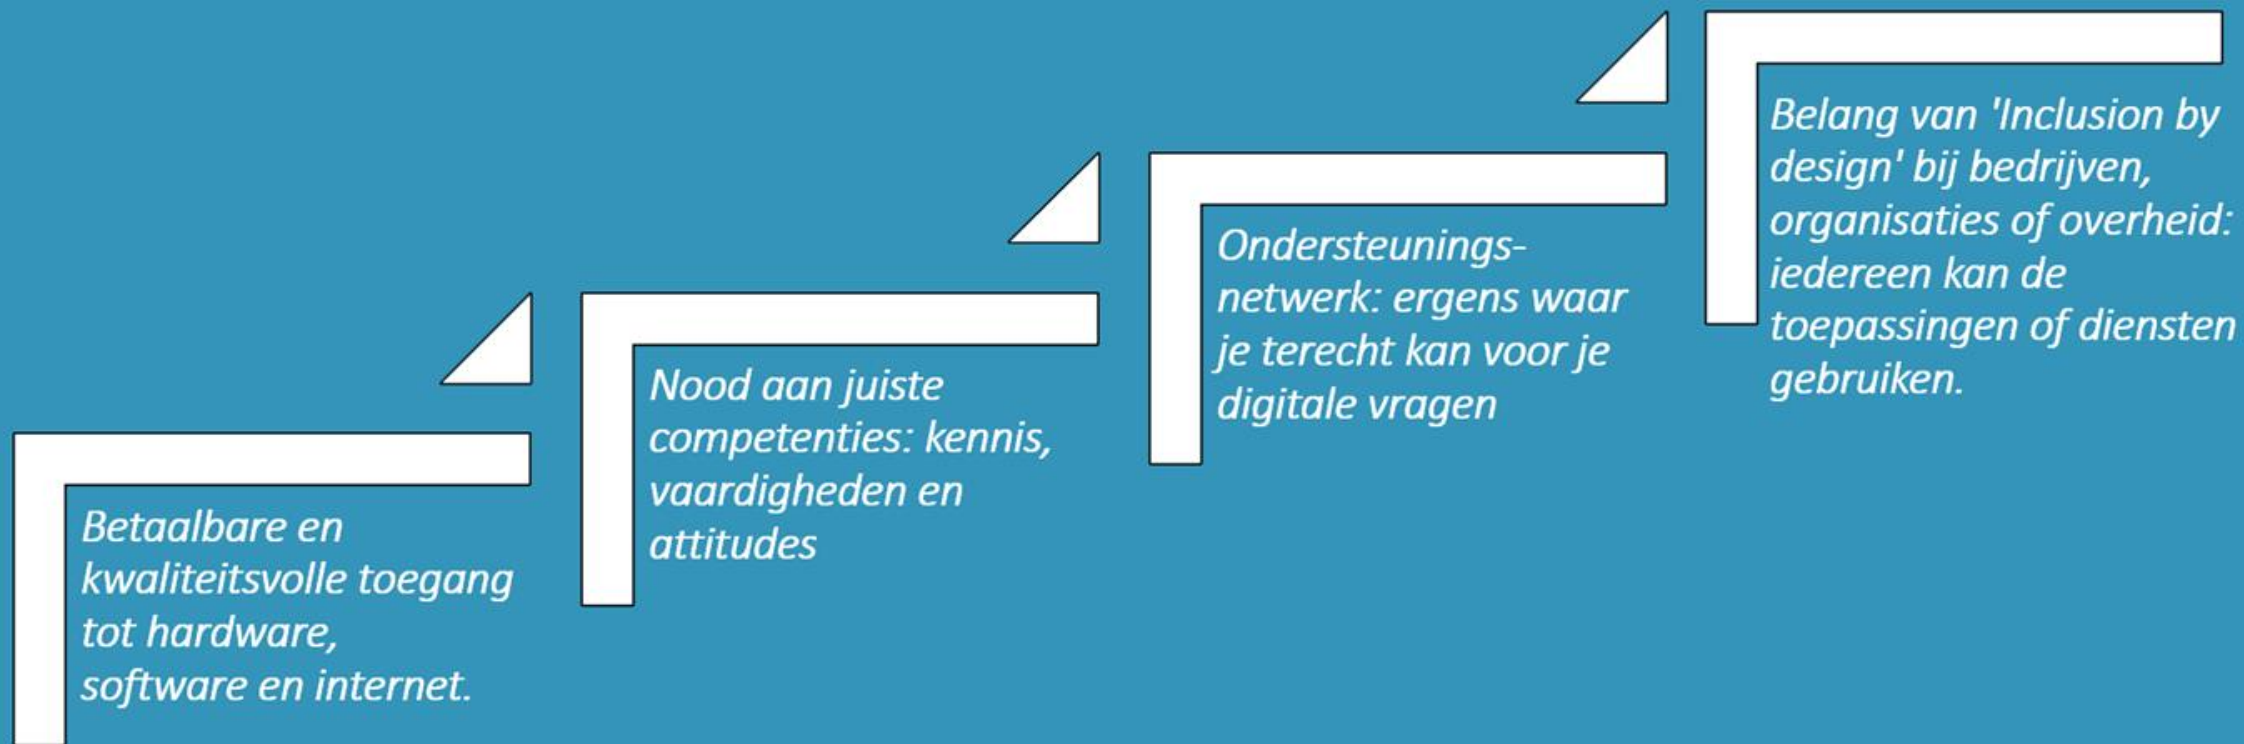 Betaalbare en
kwaliteitsvolle toegang
tot hardware,
software en internet.
Nood aan juiste
competenties: kennis,
vaardigheden en
attitudes
Ondersteunings-
netwerk: ergens waar
je terecht kan voor je
digitale vragen
Belang van 'Inclusion by
design' bij bedrijven,
organisaties of overheid:
iedereen kan de
toepassingen of diensten
gebruiken.